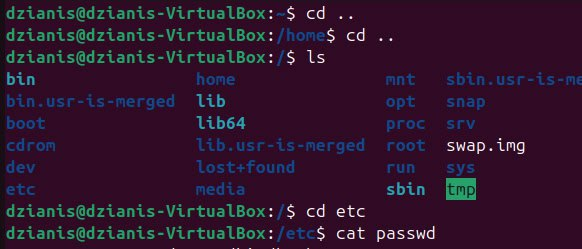 dzianis@dzianis-VirtualBox:~$ cd ..
dzianis@dzianis-VirtualBox:/home$ cd ..
dzianis@dzianis-VirtualBox:/$ ls
bin home mnt sbin.usr-is-me
bin.usr-is-merged lib opt snap
boot lib64 proc srv
cdrom lib.usr-is-merged root swap.img
dev lost+found run sys
etc media sbin tmp
dzianis@dzianis-VirtualBox:/$ cd etc
dzianis@dzianis-VirtualBox:/etc$ cat passwd